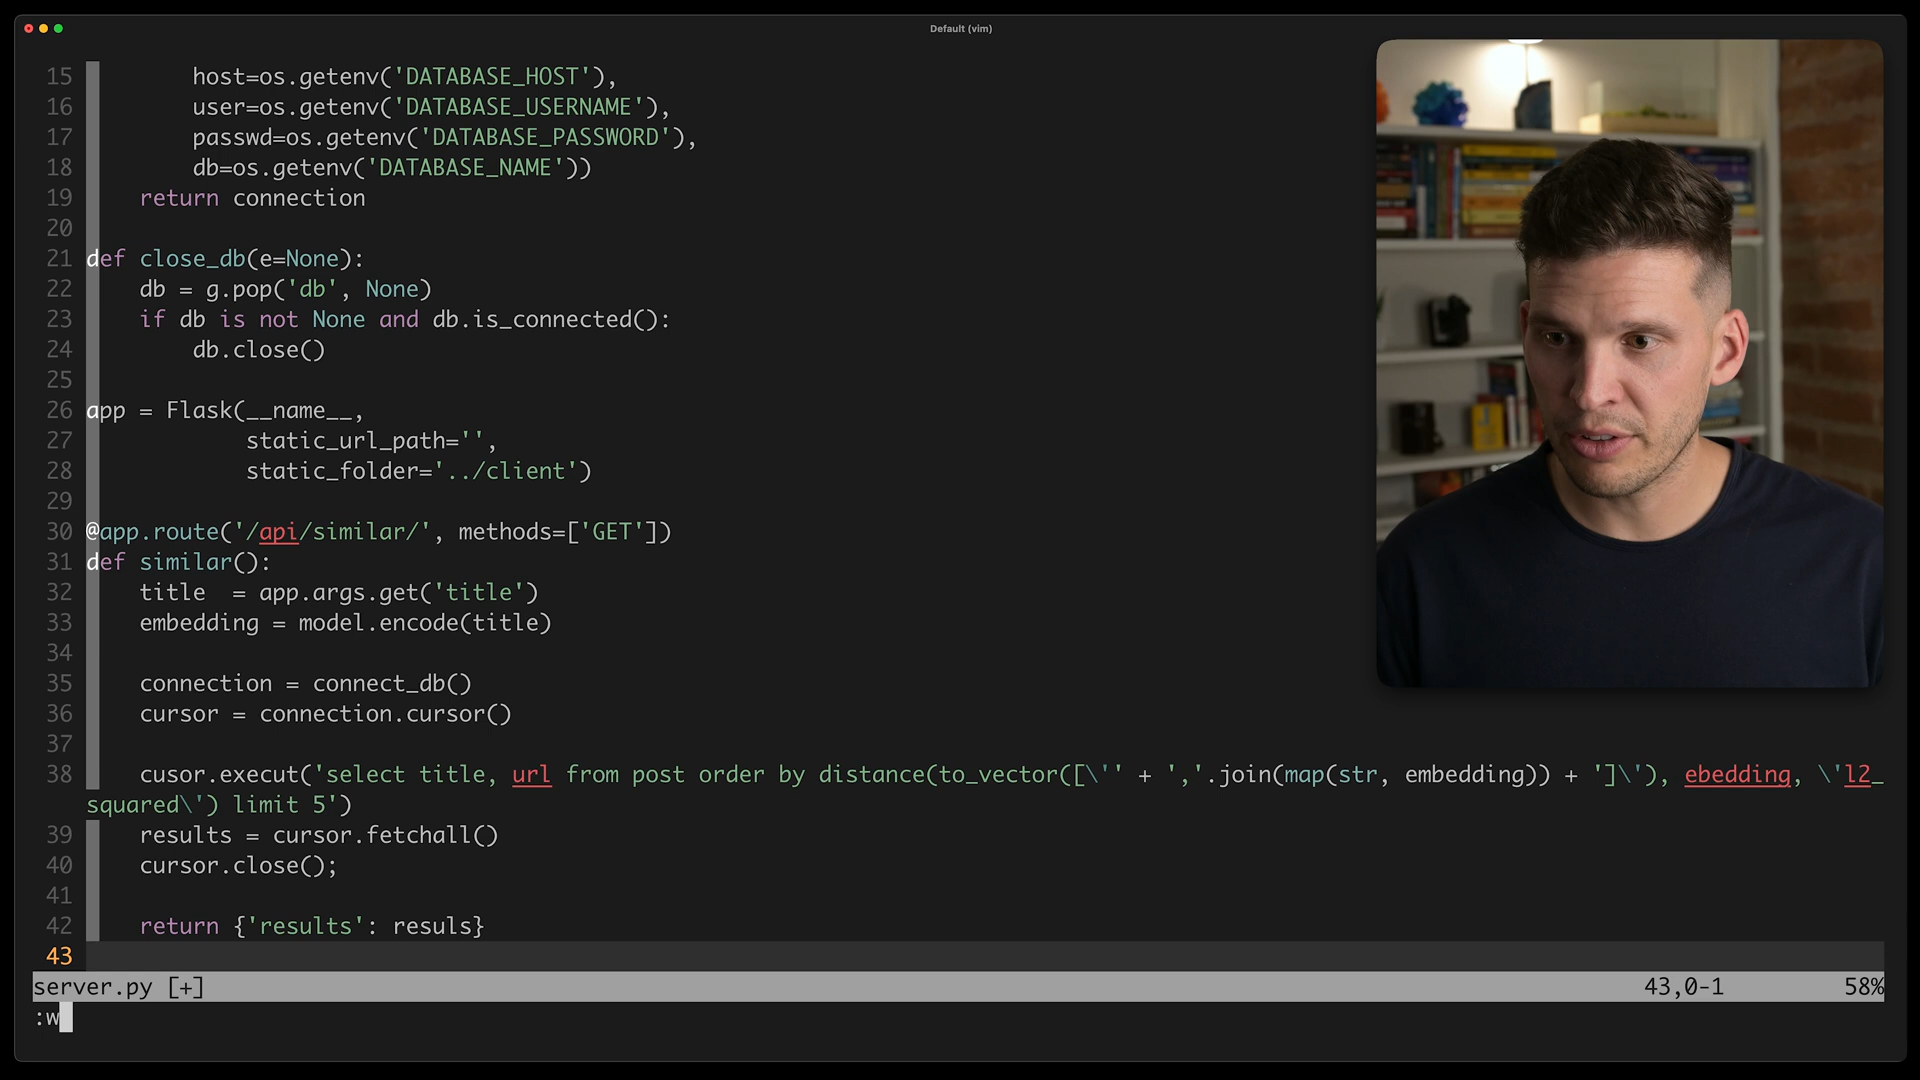 Default (vim)
15         host=os.getenv('DATABASE_HOST'),
16         user=os.getenv('DATABASE_USERNAME'),
17         passwd=os.getenv('DATABASE_PASSWORD'),
18         db=os.getenv('DATABASE_NAME'))
19     return connection
20
21 def close_db(e=None):
22     db = g.pop('db', None)
23     if db is not None and db.is_connected():
24         db.close()
25
26 app = Flask(__name__,
27             static_url_path='',
28             static_folder='../client')
29
30 @app.route('/api/similar/', methods=['GET'])
31 def similar():
32     title  = app.args.get('title')
33     embedding = model.encode(title)
34
35     connection = connect_db()
36     cursor = connection.cursor()
37
38     cusor.execut('select title, url from post order by distance(to_vector([\'' + ','.join(map(str, embedding)) + ']\'), ebedding, \'l2_
squared\') limit 5')
39     results = cursor.fetchall()
40     cursor.close();
41
42     return {'results': resuls}
43
server.py [+] 43,0-1 58%
:w